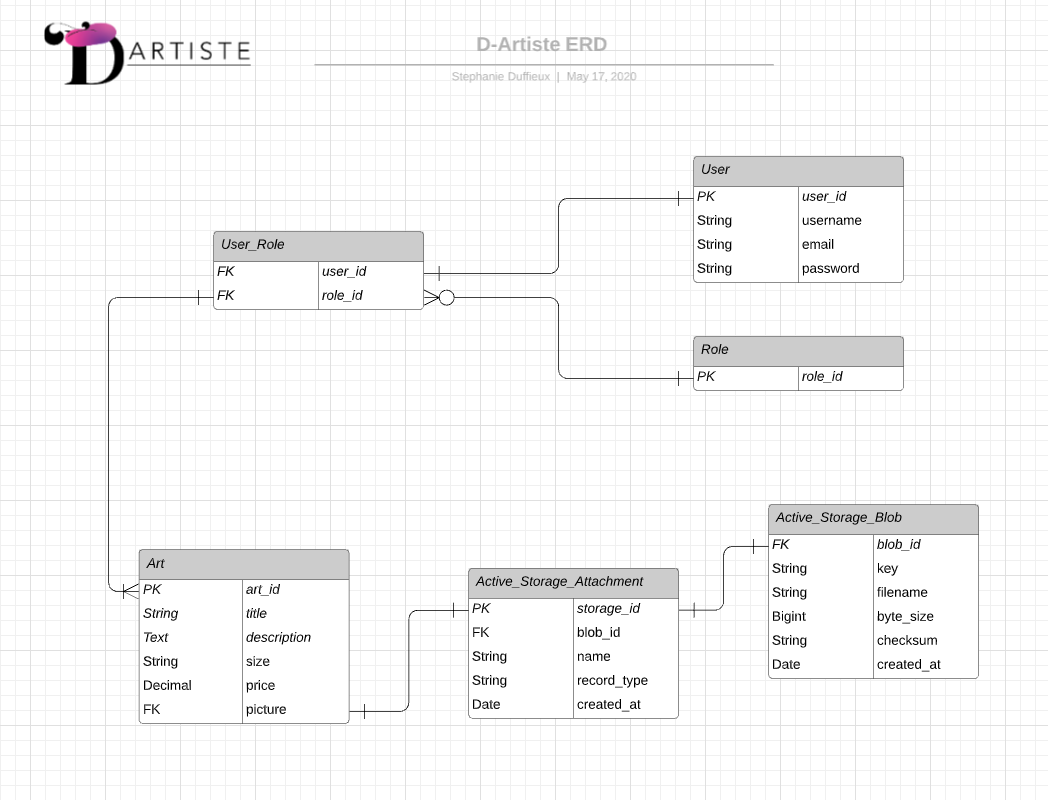 D ARTISTE
D-Artiste ERD
Stephanie Duffieux | May 17, 2020
User
PK user_id
String username
String email
String password
User_Role
FK user_id
FK role_id
Role
PK role_id
Active_Storage_Blob
FK blob_id
String key
String filename
Bigint byte_size
String checksum
Date created_at
Art
PK art_id
String title
Text description
String size
Decimal price
FK picture
Active_Storage_Attachment
PK storage_id
FK blob_id
String name
String record_type
Date created_at